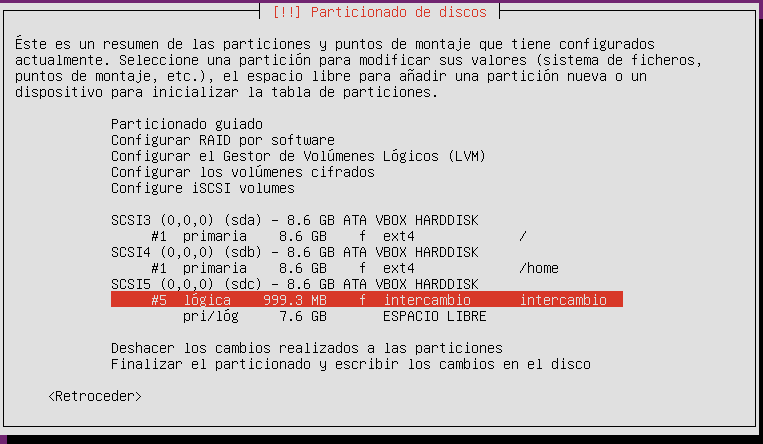 [!!] Particionado de discos
Éste es un resumen de las particiones y puntos de montaje que tiene configurados
actualmente. Seleccione una partición para modificar sus valores (sistema de ficheros,
puntos de montaje, etc.), el espacio libre para añadir una partición nueva o un
dispositivo para inicializar la tabla de particiones.
Particionado guiado
Configurar RAID por software
Configurar el Gestor de Volúmenes Lógicos (LVM)
Configurar los volúmenes cifrados
Configure iSCSI volumes
SCSI3 (0,0,0) (sda) – 8.6 GB ATA VBOX HARDDISK
#1 primaria 8.6 GB f ext4 /
SCSI4 (0,0,0) (sdb) – 8.6 GB ATA VBOX HARDDISK
#1 primaria 8.6 GB f ext4 /home
SCSI5 (0,0,0) (sdc) – 8.6 GB ATA VBOX HARDDISK
#5 lógica 999.3 MB f intercambio intercambio
pri/lóg 7.6 GB ESPACIO LIBRE
Deshacer los cambios realizados a las particiones
Finalizar el particionado y escribir los cambios en el disco
<Retroceder>